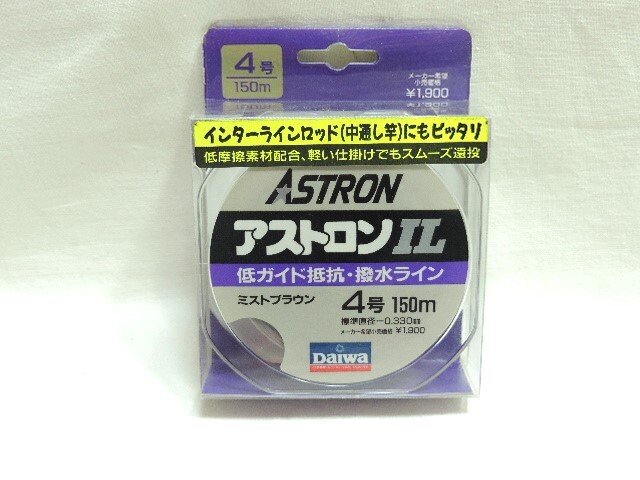 4号
150m
メーカー希望
小売価格
¥1,900
¥1,900
インターラインロッド(中通し竿)にもピッタリ
低摩擦素材配合、軽い仕掛けでもスムーズ遠投
ASTRON
アストロンIL
低ガイド抵抗・撥水ライン
ミストブラウン 4号 150m
標準直径−0.330mm
メーカー希望小売価格 ¥1,900
DAIWA